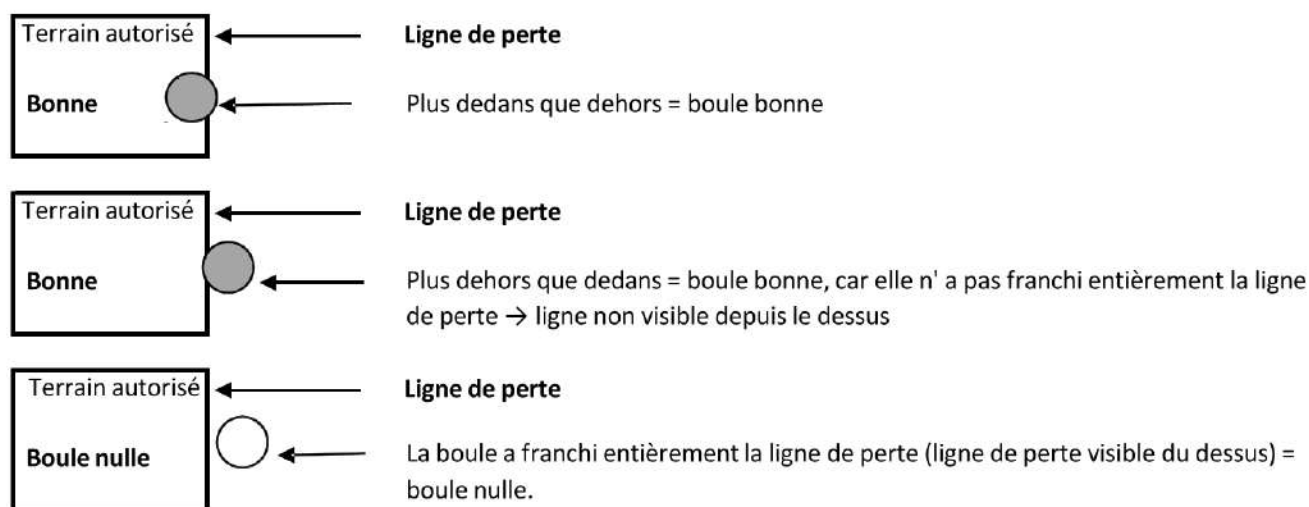 Terrain autorisé Ligne de perte
Bonne Plus dedans que dehors = boule bonne
Terrain autorisé Ligne de perte
Bonne Plus dehors que dedans = boule bonne, car elle n' a pas franchi entièrement la ligne
de perte → ligne non visible depuis le dessus
Terrain autorisé Ligne de perte
Boule nulle La boule a franchi entièrement la ligne de perte (ligne de perte visible du dessus) =
boule nulle.